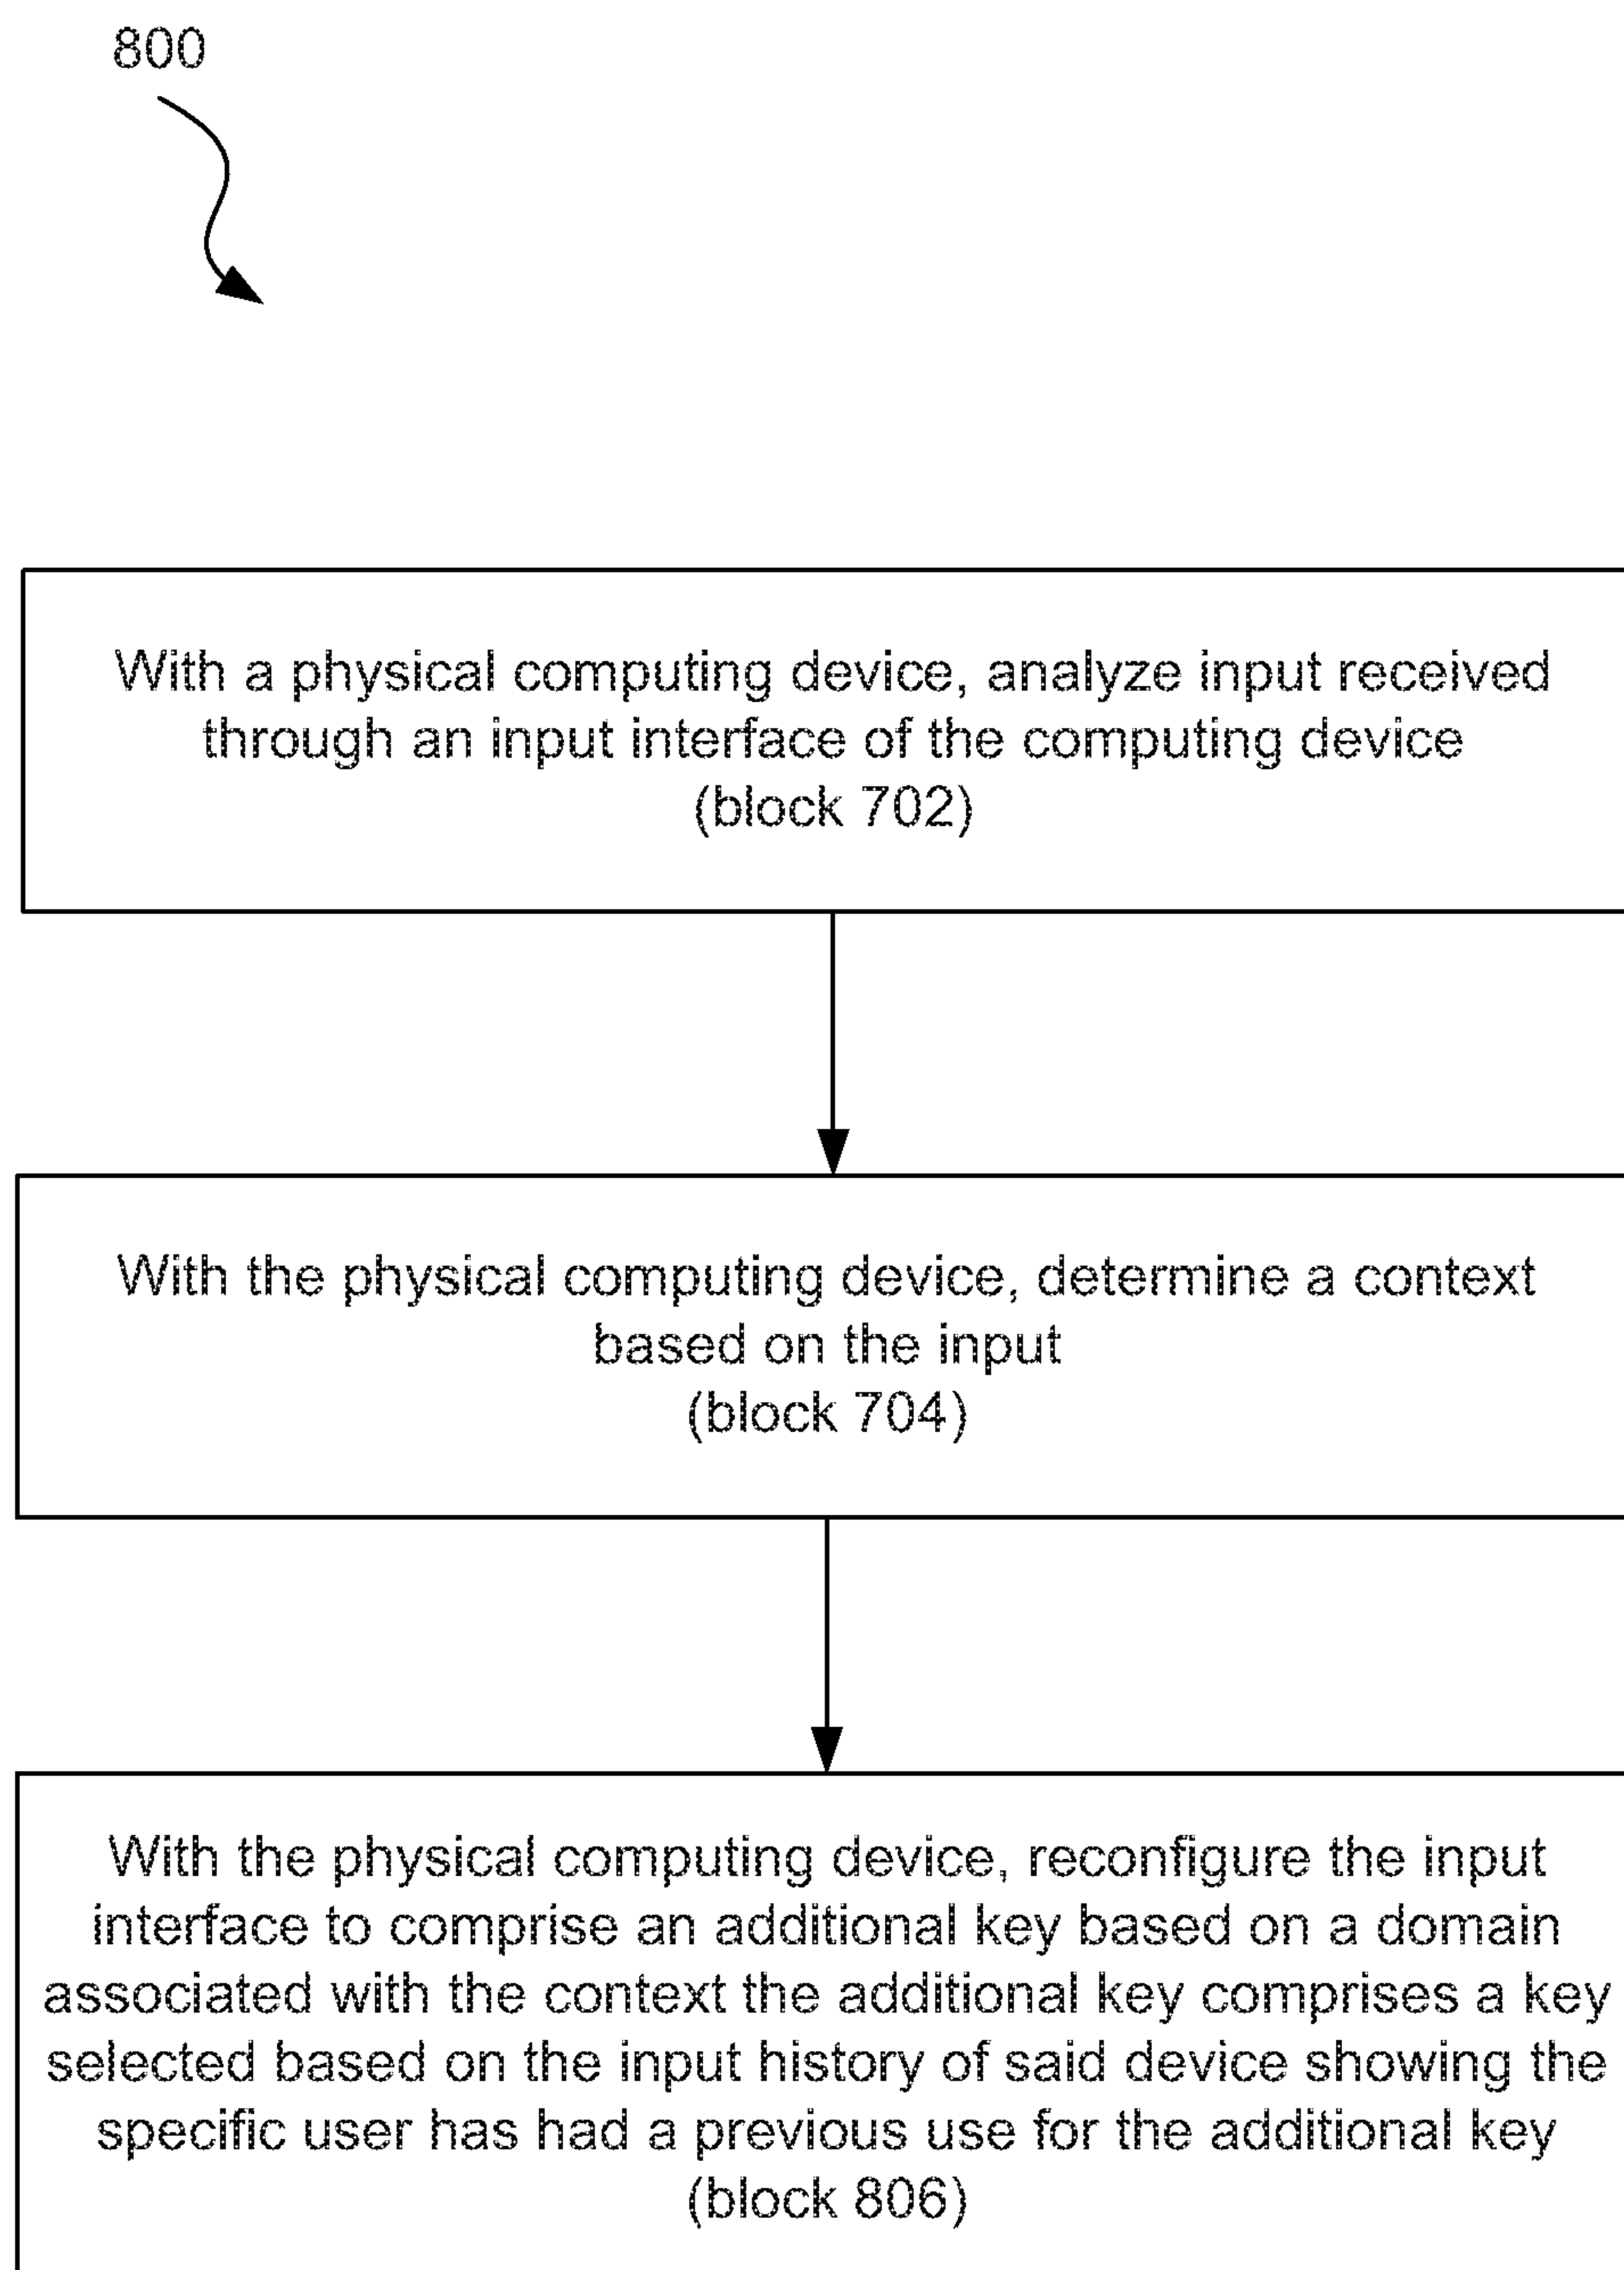 800
With a physical computing device, analyze input received
through an input interface of the computing device
(block 702)
With the physical computing device, determine a context
based on the input
(block 704)
With the physical computing device, reconfigure the input
interface to comprise an additional key based on a domain
associated with the context the additional key comprises a key
selected based on the input history of said device showing the
specific user has had a previous use for the additional key
(block 806)